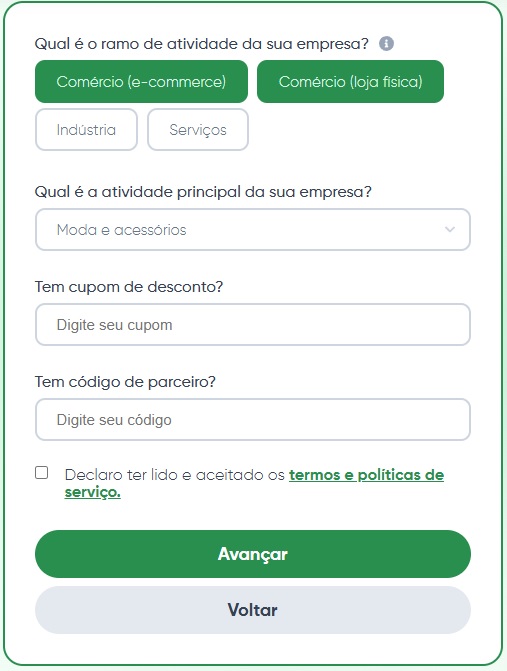 Qual é o ramo de atividade da sua empresa? i
Comércio (e-commerce) Comércio (loja física)
Indústria Serviços
Qual é a atividade principal da sua empresa?
Moda e acessórios
Tem cupom de desconto?
Digite seu cupom
Tem código de parceiro?
Digite seu código
Declaro ter lido e aceitado os termos e políticas de
serviço.
Avançar
Voltar